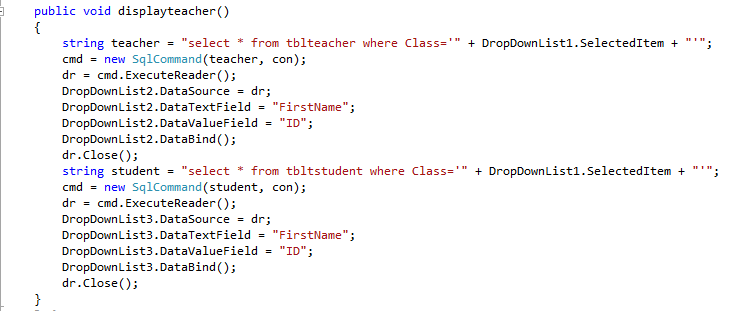 public void displayteacher()
{
string teacher = "select * from tblteacher where Class='" + DropDownList1.SelectedItem + "'";
cmd = new SqlCommand(teacher, con);
dr = cmd.ExecuteReader();
DropDownList2.DataSource = dr;
DropDownList2.DataTextField = "FirstName";
DropDownList2.DataValueField = "ID";
DropDownList2.DataBind();
dr.Close();
string student = "select * from tbltstudent where Class='" + DropDownList1.SelectedItem + "'";
cmd = new SqlCommand(student, con);
dr = cmd.ExecuteReader();
DropDownList3.DataSource = dr;
DropDownList3.DataTextField = "FirstName";
DropDownList3.DataValueField = "ID";
DropDownList3.DataBind();
dr.Close();
}